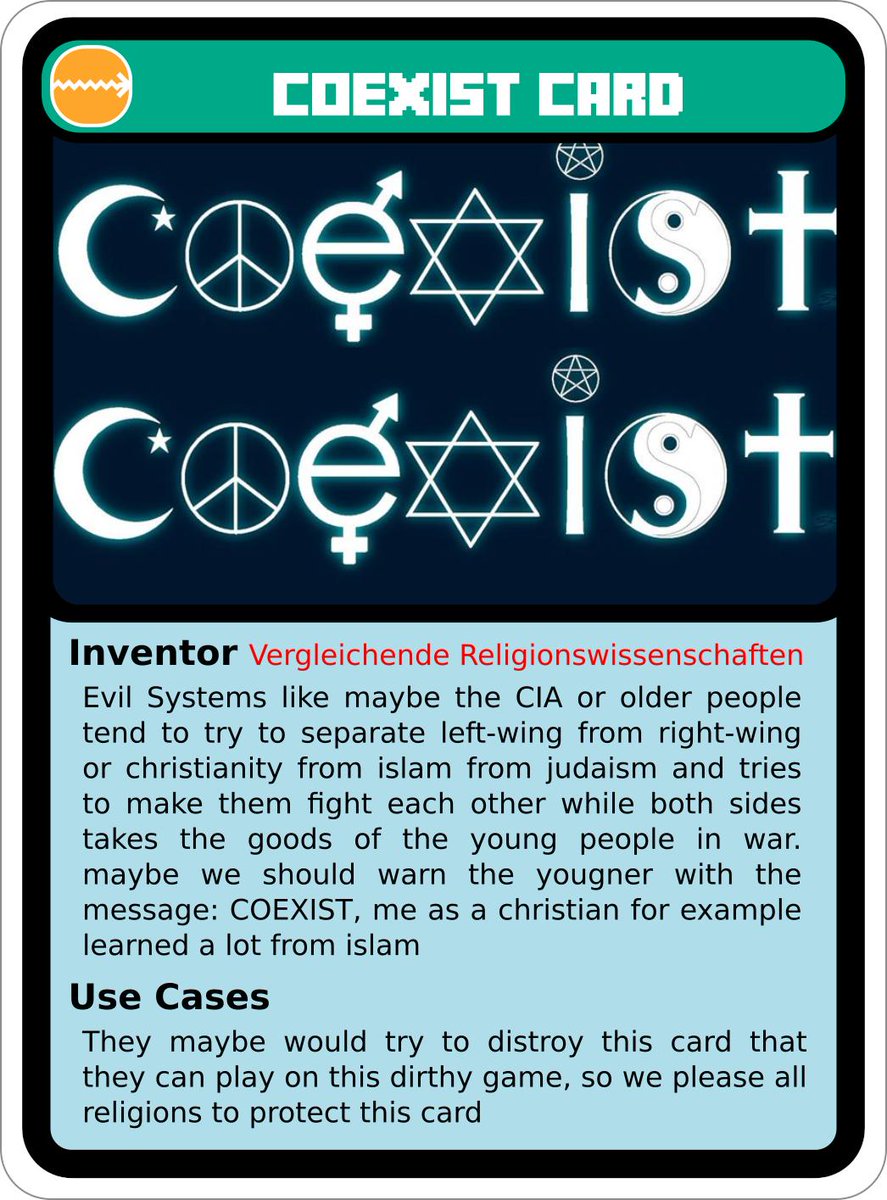 COEXIST CARD
Coexist
Coexist
Inventor Vergleichende Religionswissenschaften
Evil Systems like maybe the CIA or older people
tend to try to separate left-wing from right-wing
or christianity from islam from judaism and tries
to make them fight each other while both sides
takes the goods of the young people in war.
maybe we should warn the yougner with the
message: COEXIST, me as a christian for example
learned a lot from islam
Use Cases
They maybe would try to distroy this card that
they can play on this dirthy game, so we please all
religions to protect this card